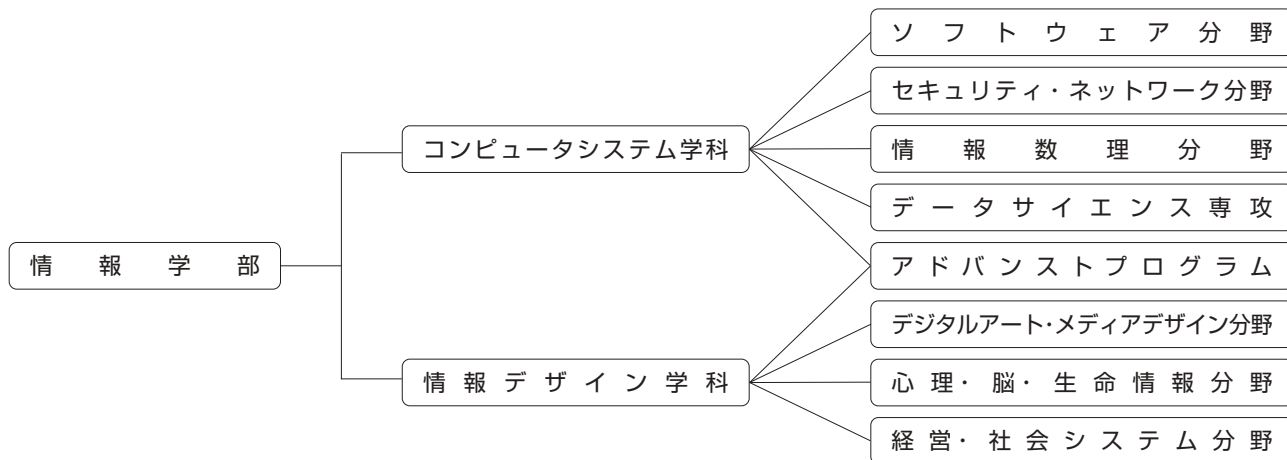 ソフトウェア分野
セキュリティ・ネットワーク分野
コンピュータシステム学科
情報数理分野
データサイエンス専攻
情報学部
アドバンストプログラム
デジタルアート・メディアデザイン分野
情報デザイン学科
心理・脳・生命情報分野
経営・社会システム分野